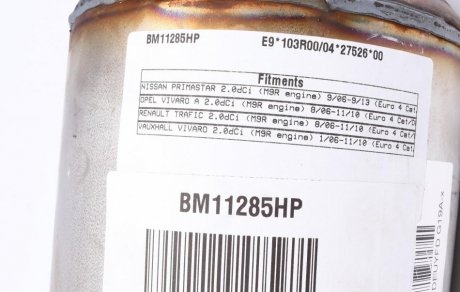 BM11285HP E9*103R00/04*27526*00
Fitments
NISSAN PRIMASTAR 2.0dCi (M9R engine) 9/06-9/13 (Euro 4 Cat/
OPEL VIVARO A 2.0dCi (M9R engine) 8/06-11/10 (Euro 4 Cat/
RENAULT TRAFIC 2.0dCi (M9R engine) 8/06-11/10 (Euro 4 Cat/D
VAUXHALL VIVARO 2.0dCi (M9R engine) 1/06-11/10 (Euro 4 Cat
BM11285HP